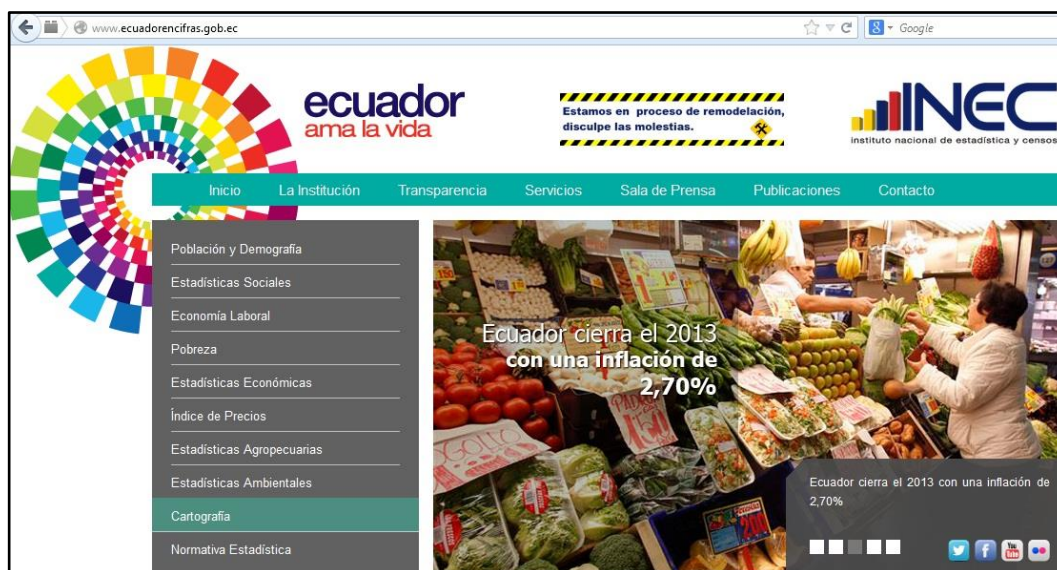 www.ecuadorencifras.gob.ec
Google
ecuador
ama la vida
Estamos en proceso de remodelación,
disculpe las molestias.
INEC
instituto nacional de estadística y censos
Inicio La Institución Transparencia Servicios Sala de Prensa Publicaciones Contacto
Población y Demografía
Estadísticas Sociales
Economía Laboral
Pobreza
Estadísticas Económicas
Índice de Precios
Estadísticas Agropecuarias
Estadísticas Ambientales
Cartografía
Normativa Estadística
Ecuador cierra el 2013
con una inflación de
2,70%
Ecuador cierra el 2013 con una inflación de
2,70%